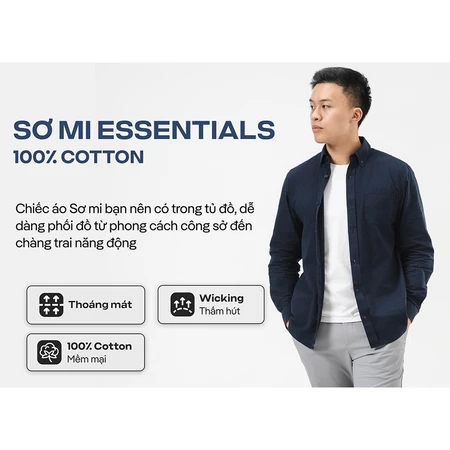 SƠ MI ESSENTIALS
100% COTTON
Chiếc áo Sơ mi bạn nên có trong tủ đồ, dễ
dàng phối đồ từ phong cách công sở đến
chàng trai năng động
Thoáng mát
Wicking
Thấm hút
100% Cotton
Mềm mại